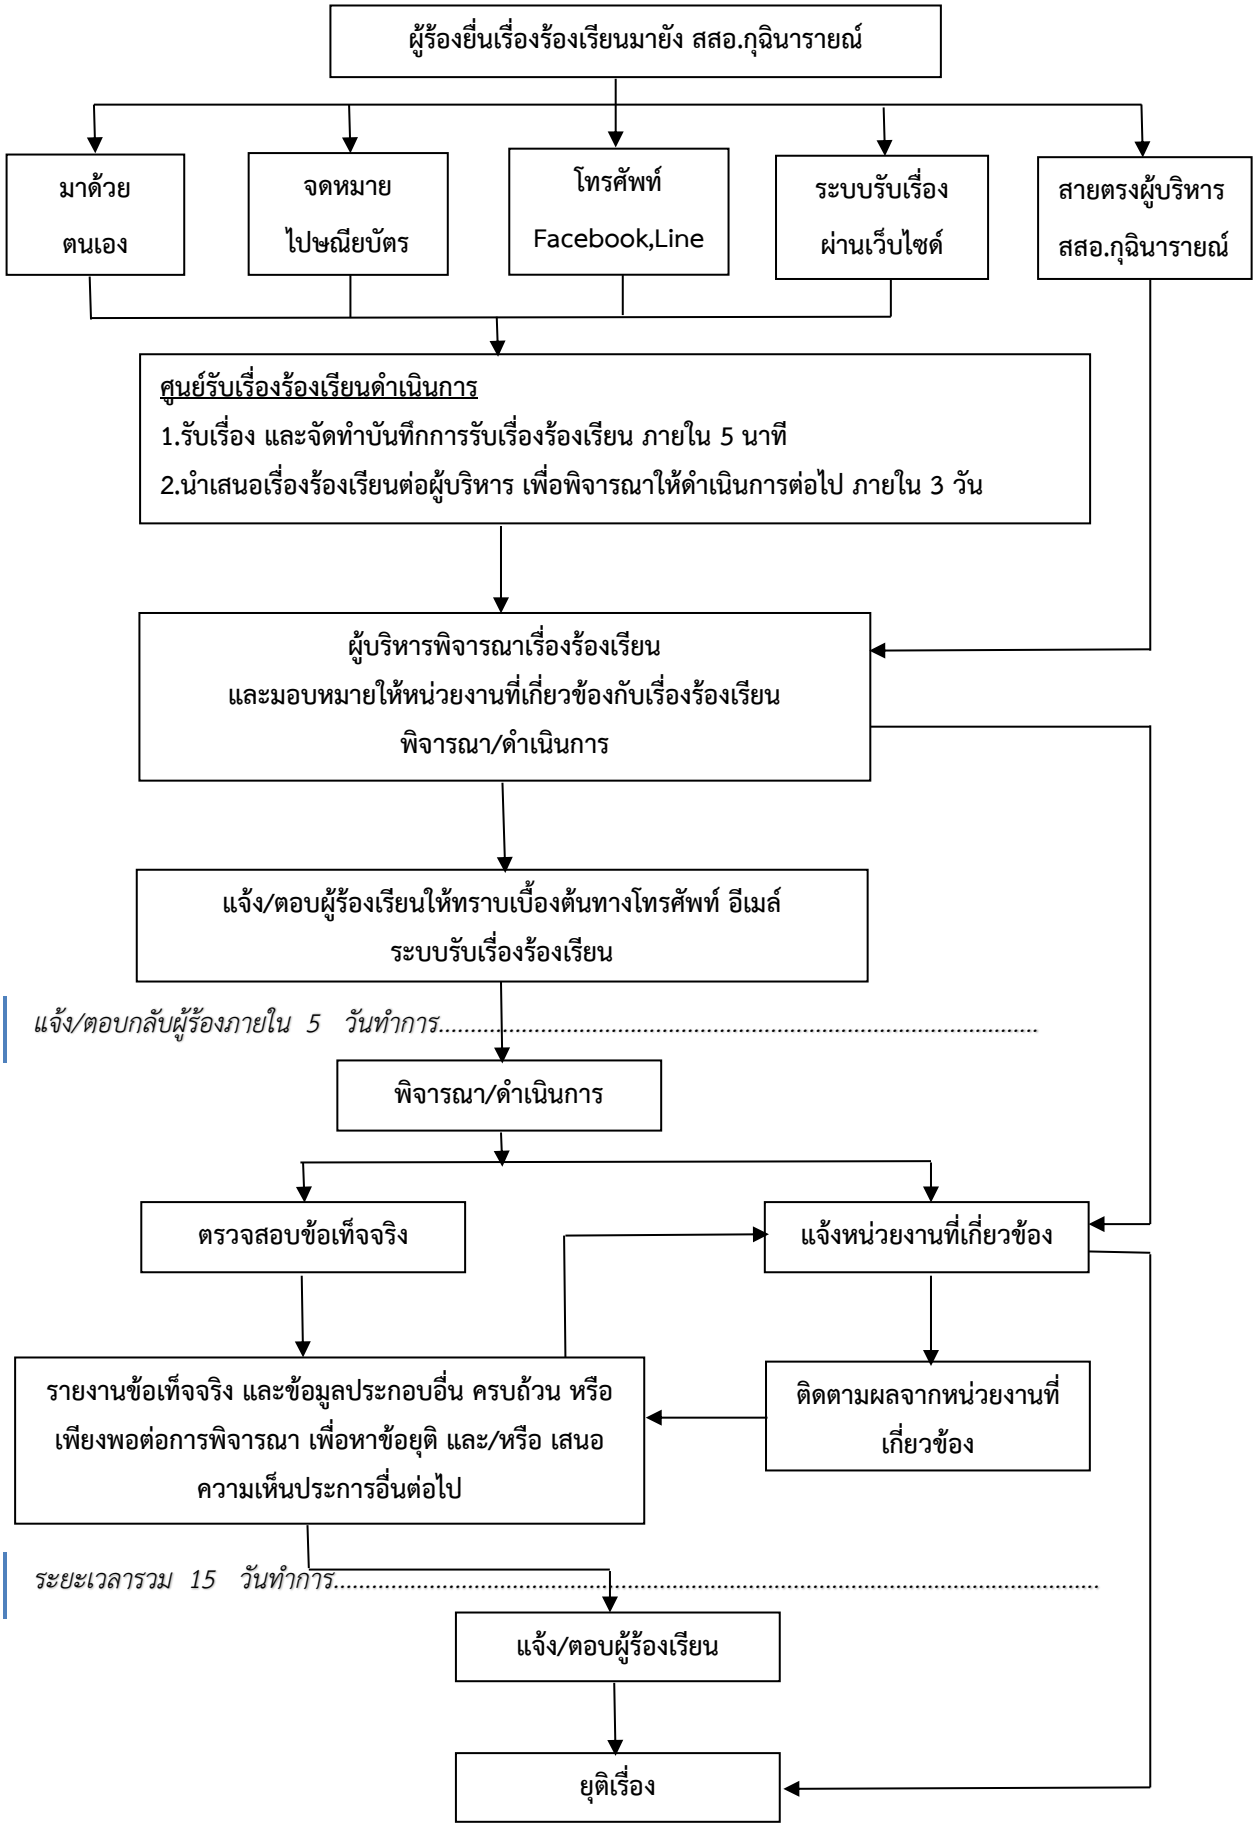 ผู้ร้องยื่นเรื่องร้องเรียนมายัง สสอ.กุฉินารายณ์
มาด้วย
ตนเอง
จดหมาย
ไปษณียบัตร
โทรศัพท์
Facebook,Line
ระบบรับเรื่อง
ผ่านเว็บไซด์
สายตรงผู้บริหาร
สสอ.กุฉินารายณ์
ศูนย์รับเรื่องร้องเรียนดำเนินการ
1.รับเรื่อง และจัดทำบันทึกการรับเรื่องร้องเรียน ภายใน 5 นาที
2.นำเสนอเรื่องร้องเรียนต่อผู้บริหาร เพื่อพิจารณาให้ดำเนินการต่อไป ภายใน 3 วัน
ผู้บริหารพิจารณาเรื่องร้องเรียน
และมอบหมายให้หน่วยงานที่เกี่ยวข้องกับเรื่องร้องเรียน
พิจารณา/ดำเนินการ
แจ้ง/ตอบผู้ร้องเรียนให้ทราบเบื้องต้นทางโทรศัพท์ อีเมล์
ระบบรับเรื่องร้องเรียน
แจ้ง/ตอบกลับผู้ร้องภายใน 5 วันทำการ..............................................................................................
พิจารณา/ดำเนินการ
ตรวจสอบข้อเท็จจริง
แจ้งหน่วยงานที่เกี่ยวข้อง
รายงานข้อเท็จจริง และข้อมูลประกอบอื่น ครบถ้วน หรือ
เพียงพอต่อการพิจารณา เพื่อหาข้อยุติ และ/หรือ เสนอ
ความเห็นประการอื่นต่อไป
ติดตามผลจากหน่วยงานที่
เกี่ยวข้อง
ระยะเวลารวม 15 วันทำการ........................................................................................................................
แจ้ง/ตอบผู้ร้องเรียน
ยุติเรื่อง